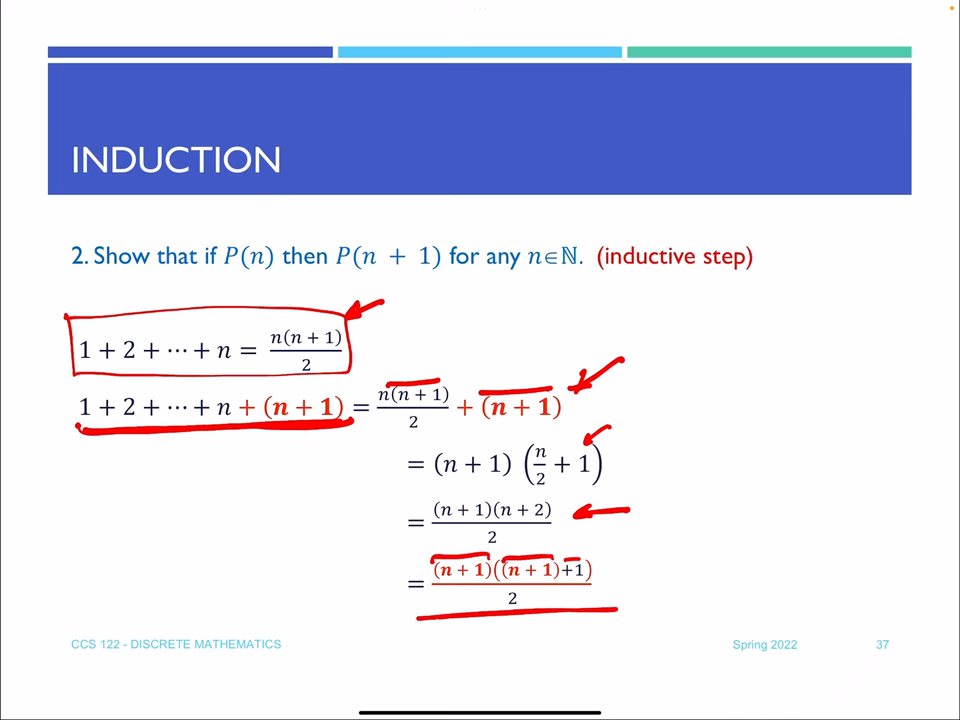 INDUCTION
2. Show that if P(n) then P(n + 1) for any n∈ℕ. (inductive step)
1 + 2 + ⋯ + n = n(n + 1)/2
1 + 2 + ⋯ + n + (n + 1) = n(n + 1)/2 + (n + 1)
= (n + 1) (n/2 + 1)
= (n + 1)(n + 2)/2
= (n + 1)((n + 1)+1)/2
CCS 122 - DISCRETE MATHEMATICS Spring 2022 37